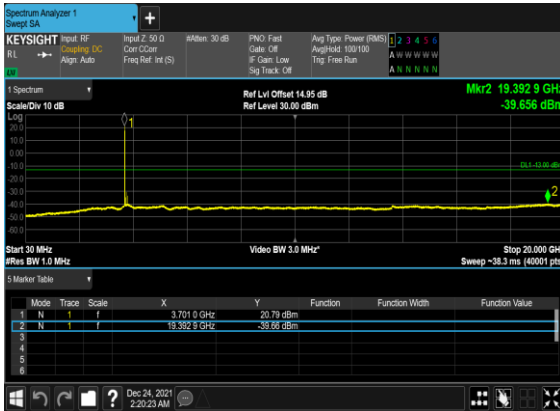 Spectrum Analyzer 1
Swept SA
+
KEYSIGHT Input: RF Input Z: 50 Ω #Atten: 30 dB PNO: Fast Avg Type: Power (RMS) 1 2 3 4 5 6
RL Coupling: DC Corr CCorr Gate: Off Avg|Hold: 100/100 A W W W W W
Align: Auto Freq Ref: Int (S) IF Gain: Low Trig: Free Run
Sig Track: Off A N N N N N
1 Spectrum Ref Lvl Offset 14.95 dB Mkr2 19.392 9 GHz
Scale/Div 10 dB Ref Level 30.00 dBm -39.656 dBm
Log
20.0
10.0
0.00
-10.0
DL1 -13.00 dBm
-20.0
-30.0
-40.0
-50.0
-60.0
1
2
Start 30 MHz Video BW 3.0 MHz* Stop 20.000 GHz
#Res BW 1.0 MHz Sweep ~38.3 ms (40001 pts)
5 Marker Table
Mode Trace Scale X Y Function Function Width Function Value
1 N 1 f 3.701 0 GHz 20.79 dBm
2 N 1 f 19.392 9 GHz -39.66 dBm
3
4
5
6
? Dec 24, 2021
2:20:23 AM